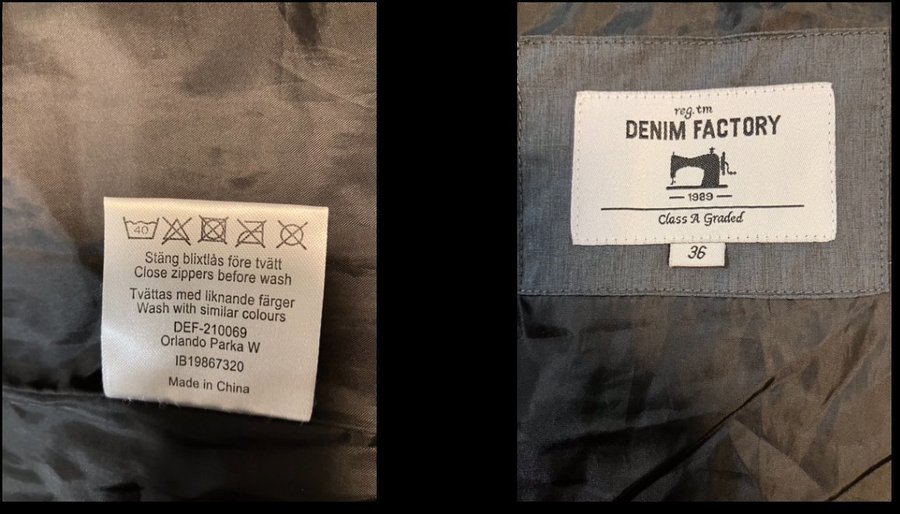 40
Stäng blixtlås före tvätt
Close zippers before wash
Tvättas med liknande färger
Wash with similar colours
DEF-210069
Orlando Parka W
IB19867320
Made in China
reg.tm
DENIM FACTORY
1989
Class A Graded
36